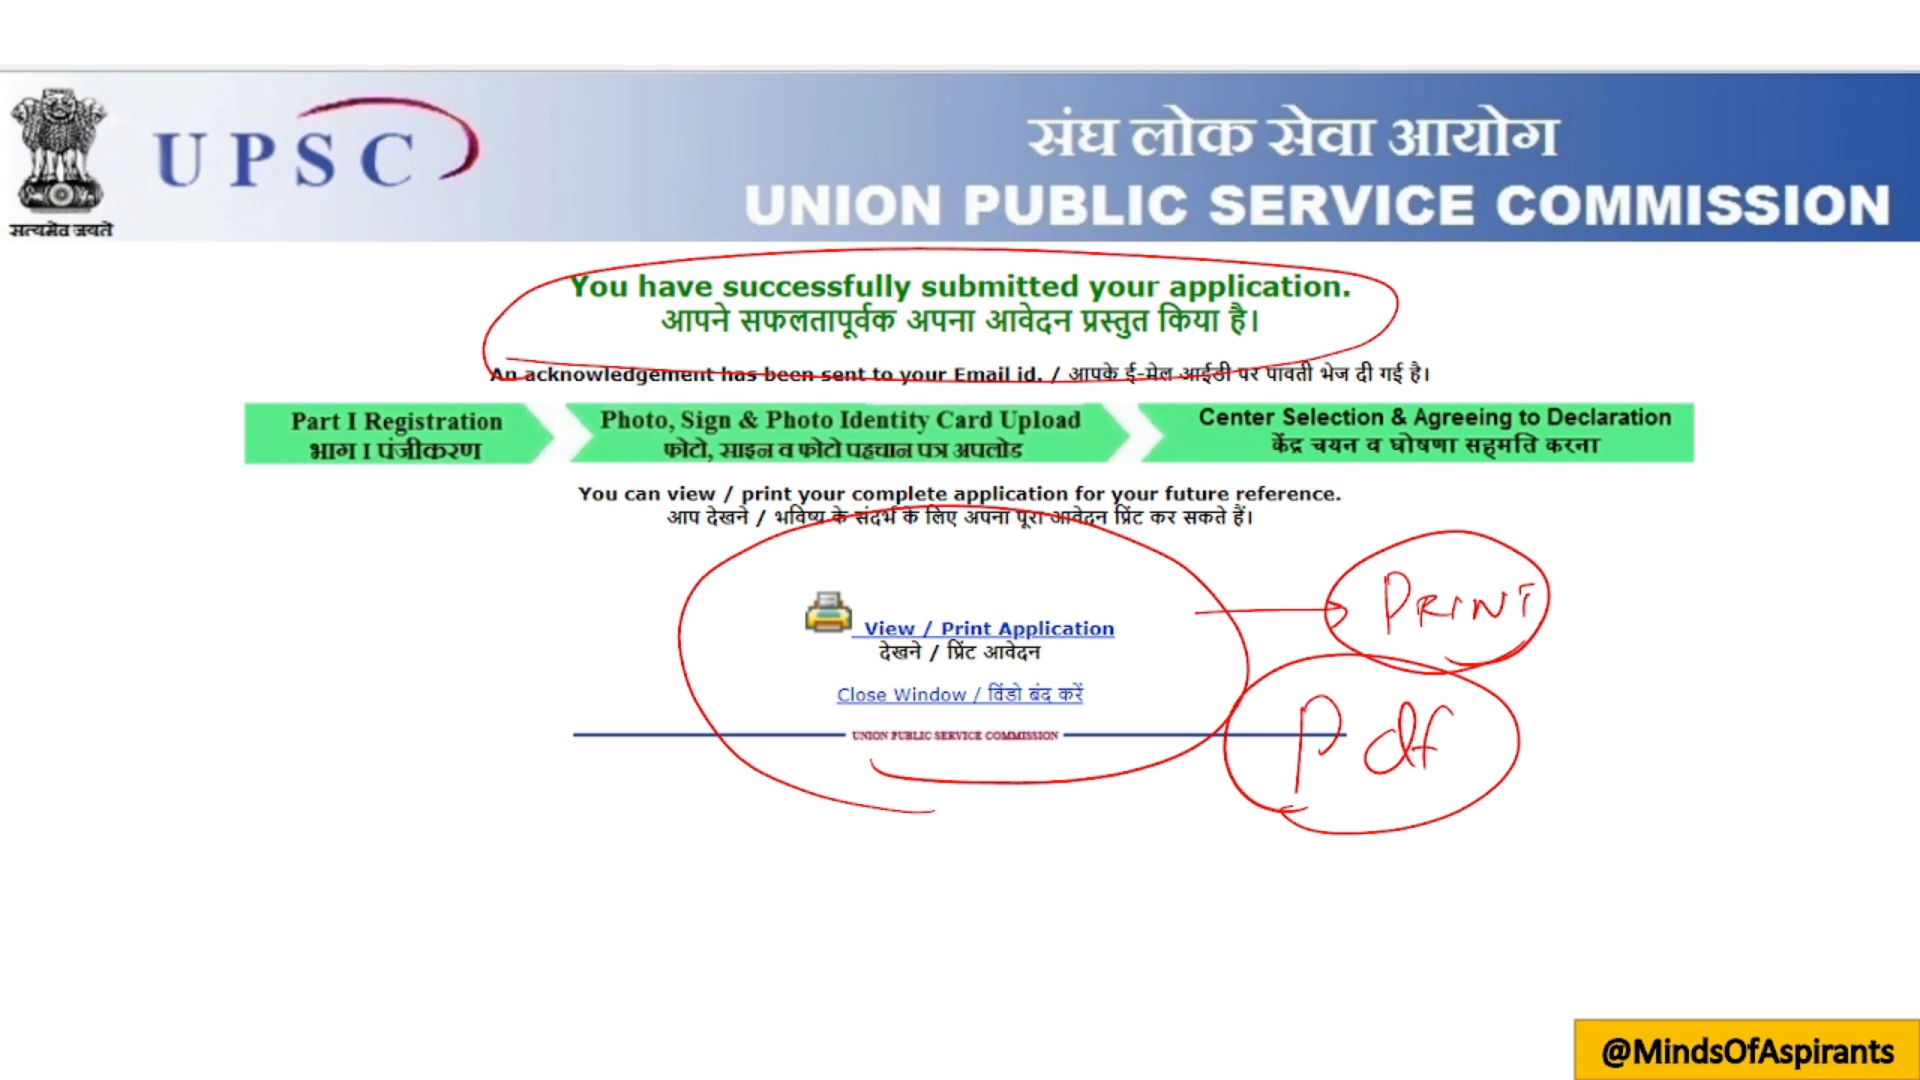 सत्यमेव जयते
UPSC
संघ लोक सेवा आयोग
UNION PUBLIC SERVICE COMMISSION
You have successfully submitted your application.
आपने सफलतापूर्वक अपना आवेदन प्रस्तुत किया है।
An acknowledgement has been sent to your Email id. / आपके ई-मेल आईडी पर पावती भेज दी गई है।
Part I Registration
भाग I पंजीकरण
Photo, Sign & Photo Identity Card Upload
फोटो, साइन व फोटो पहचान पत्र अपलोड
Center Selection & Agreeing to Declaration
केंद्र चयन व घोषणा सहमति करना
You can view / print your complete application for your future reference.
आप देखने / भविष्य के संदर्भ के लिए अपना पूरा आवेदन प्रिंट कर सकते हैं।
View / Print Application
देखने / प्रिंट आवेदन
PRINT
Close Window / विंडो बंद करें
Pdf
UNION PUBLIC SERVICE COMMISSION
@MindsOfAspirants